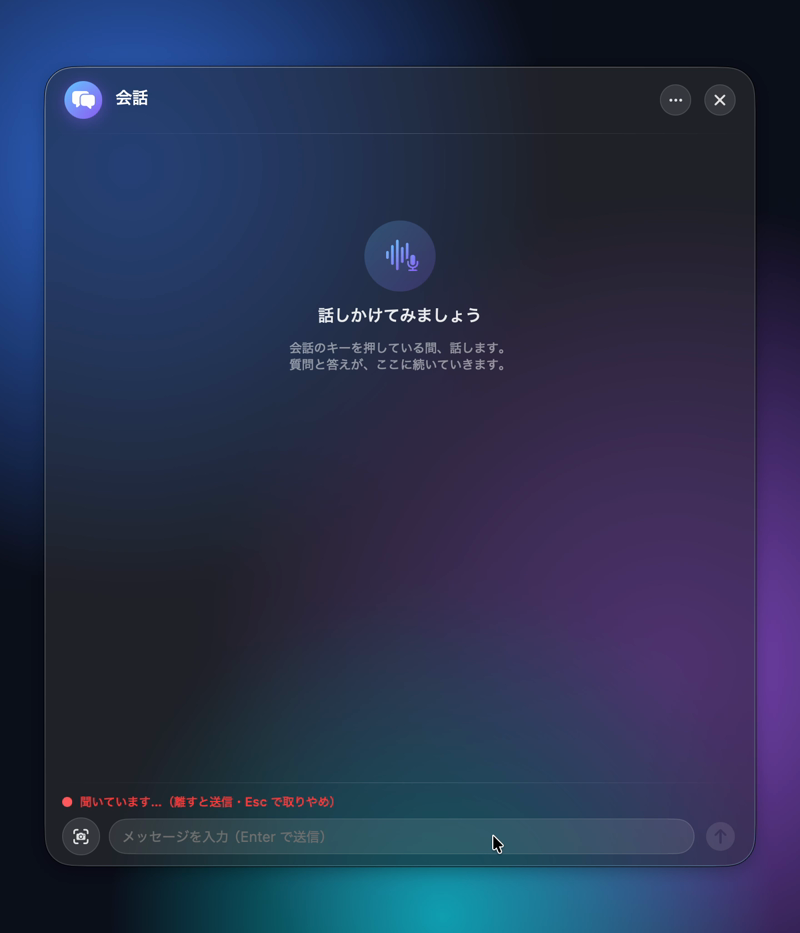 会話
話しかけてみましょう
会話のキーを押している間、話します。
質問と答えが、ここに続いていきます。
聞いています…（離すと送信・Esc で取りやめ）
メッセージを入力（Enter で送信）